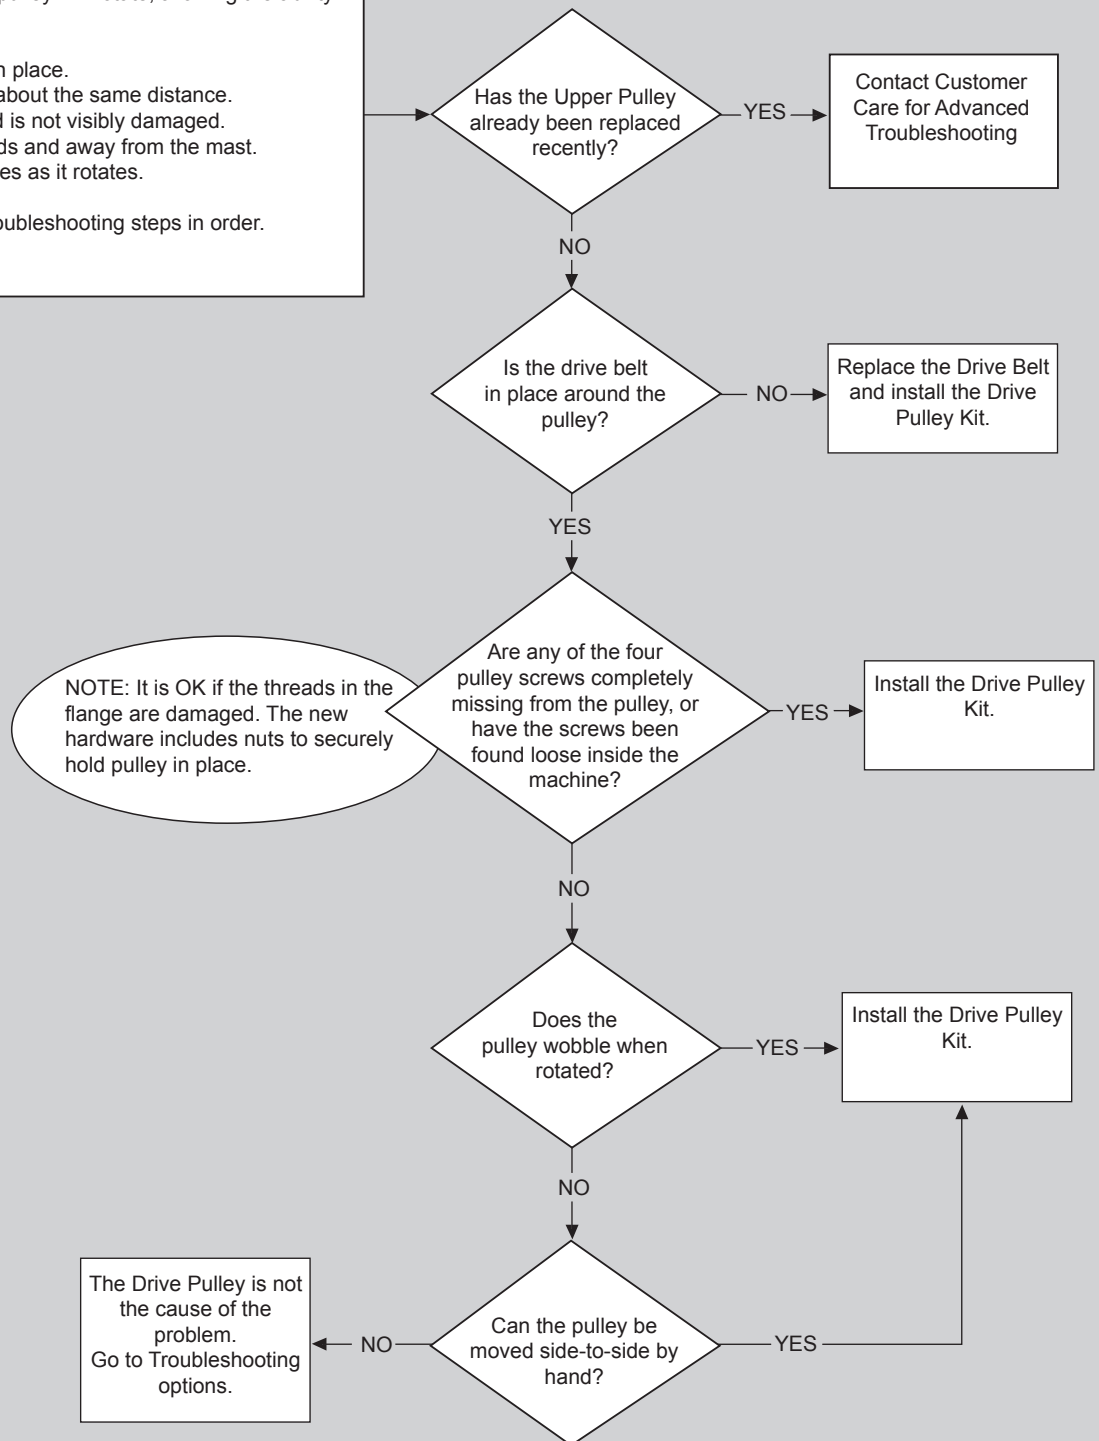 n place.
about the same distance.
d is not visibly damaged.
ds and away from the mast.
es as it rotates.
oubleshooting steps in order.
Has the Upper Pulley
already been replaced
recently?
YES
Contact Customer
Care for Advanced
Troubleshooting
NO
Is the drive belt
in place around the
pulley?
NO
Replace the Drive Belt
and install the Drive
Pulley Kit.
YES
NOTE: It is OK if the threads in the
flange are damaged. The new
hardware includes nuts to securely
hold pulley in place.
Are any of the four
pulley screws completely
missing from the pulley, or
have the screws been
found loose inside the
machine?
YES
Install the Drive Pulley
Kit.
NO
Does the
pulley wobble when
rotated?
YES
Install the Drive Pulley
Kit.
NO
Can the pulley be
moved side-to-side by
hand?
YES
NO
The Drive Pulley is not
the cause of the
problem.
Go to Troubleshooting
options.